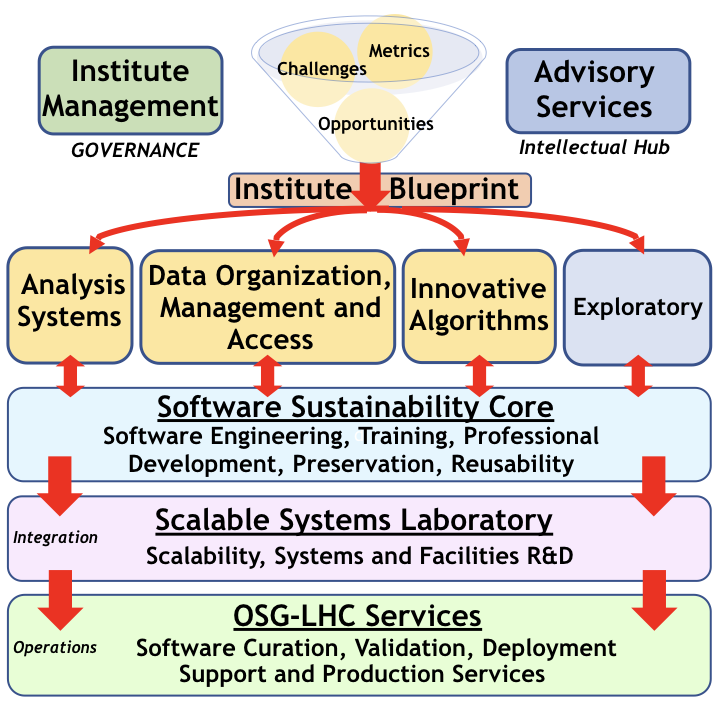 Institute
Management
GOVERNANCE
Metrics
Challenges
Opportunities
Advisory
Services
Intellectual Hub
Institute Blueprint
Analysis
Systems
Data Organization,
Management and
Access
Innovative
Algorithms
Exploratory
Software Sustainability Core
Software Engineering, Training, Professional
Development, Preservation, Reusability
Integration
Scalable Systems Laboratory
Scalability, Systems and Facilities R&D
OSG-LHC Services
Operations
Software Curation, Validation, Deployment
Support and Production Services